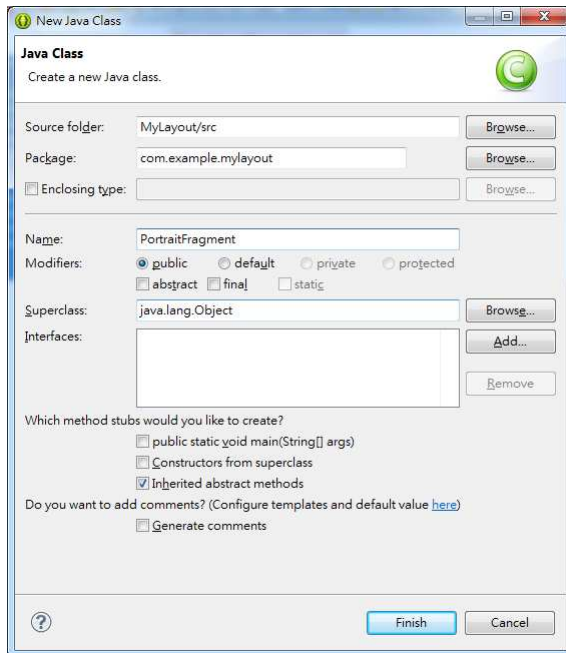 New Java Class
Java Class
Create a new Java class.
Source folder: MyLayout/src Browse...
Package: com.example.mylayout Browse...
Enclosing type: Browse...
Name: PortraitFragment
Modifiers: public default private protected
abstract final static
Superclass: java.lang.Object Browse...
Interfaces: Add...
Remove
Which method stubs would you like to create?
public static void main(String[] args)
Constructors from superclass
Inherited abstract methods
Do you want to add comments? (Configure templates and default value here)
Generate comments
? Finish Cancel